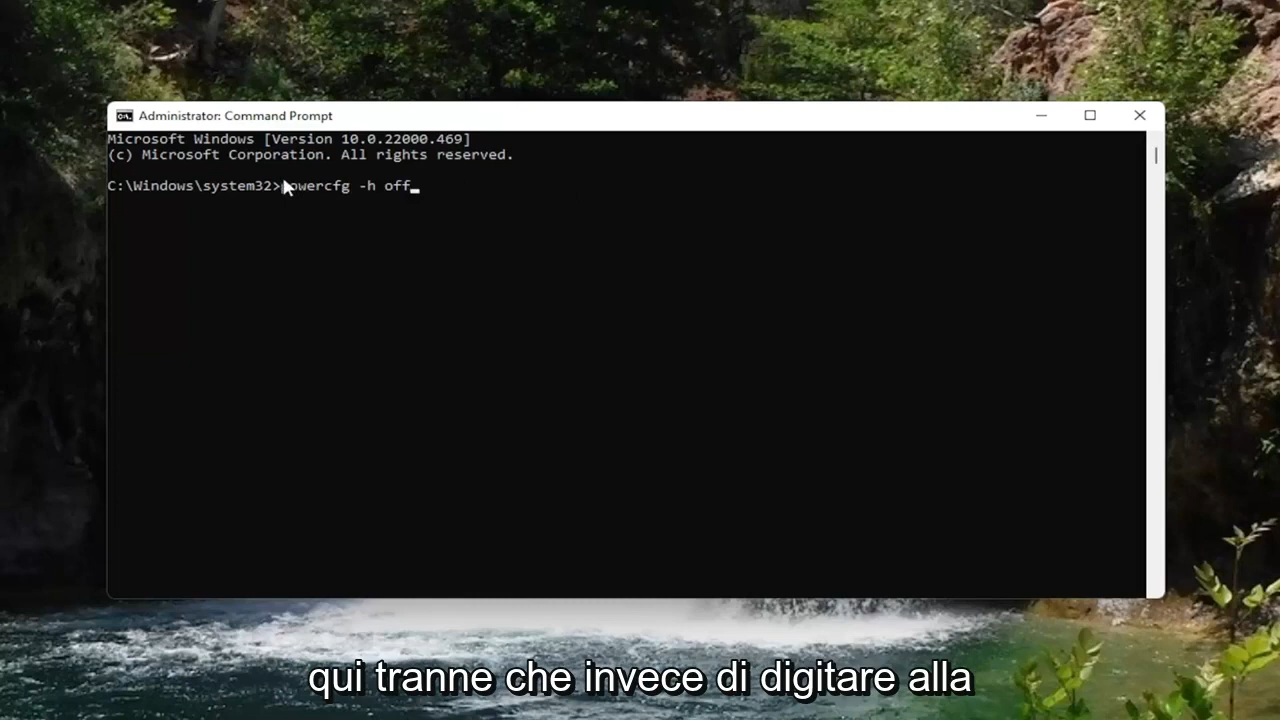 Administrator: Command Prompt
Microsoft Windows [Version 10.0.22000.469]
(c) Microsoft Corporation. All rights reserved.
C:\Windows\system32>powercfg -h off
qui tranne che invece di digitare alla